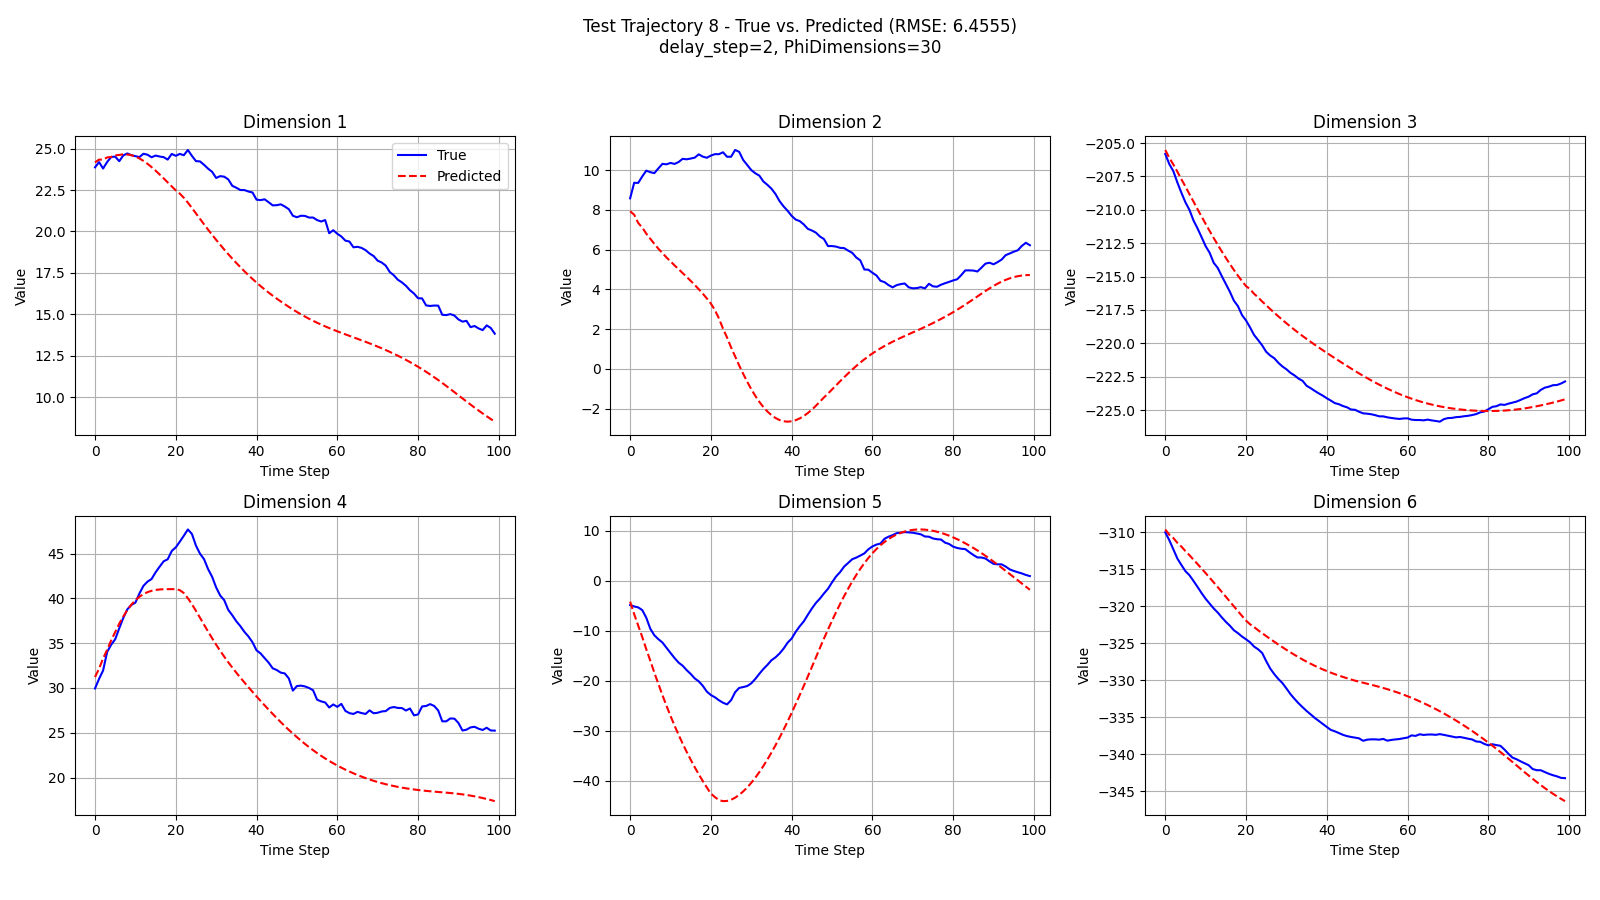 Test Trajectory 8 - True vs. Predicted (RMSE: 6.4555)
delay_step=2, PhiDimensions=30
Dimension 1
Value
25.0
22.5
20.0
17.5
15.0
12.5
10.0
True
Predicted
0 20 40 60 80 100
Time Step
Dimension 2
Value
10
8
6
4
2
0
−2
0 20 40 60 80 100
Time Step
Dimension 3
Value
−205.0
−207.5
−210.0
−212.5
−215.0
−217.5
−220.0
−222.5
−225.0
0 20 40 60 80 100
Time Step
Dimension 4
Value
45
40
35
30
25
20
0 20 40 60 80 100
Time Step
Dimension 5
Value
10
0
−10
−20
−30
−40
0 20 40 60 80 100
Time Step
Dimension 6
Value
−310
−315
−320
−325
−330
−335
−340
−345
0 20 40 60 80 100
Time Step